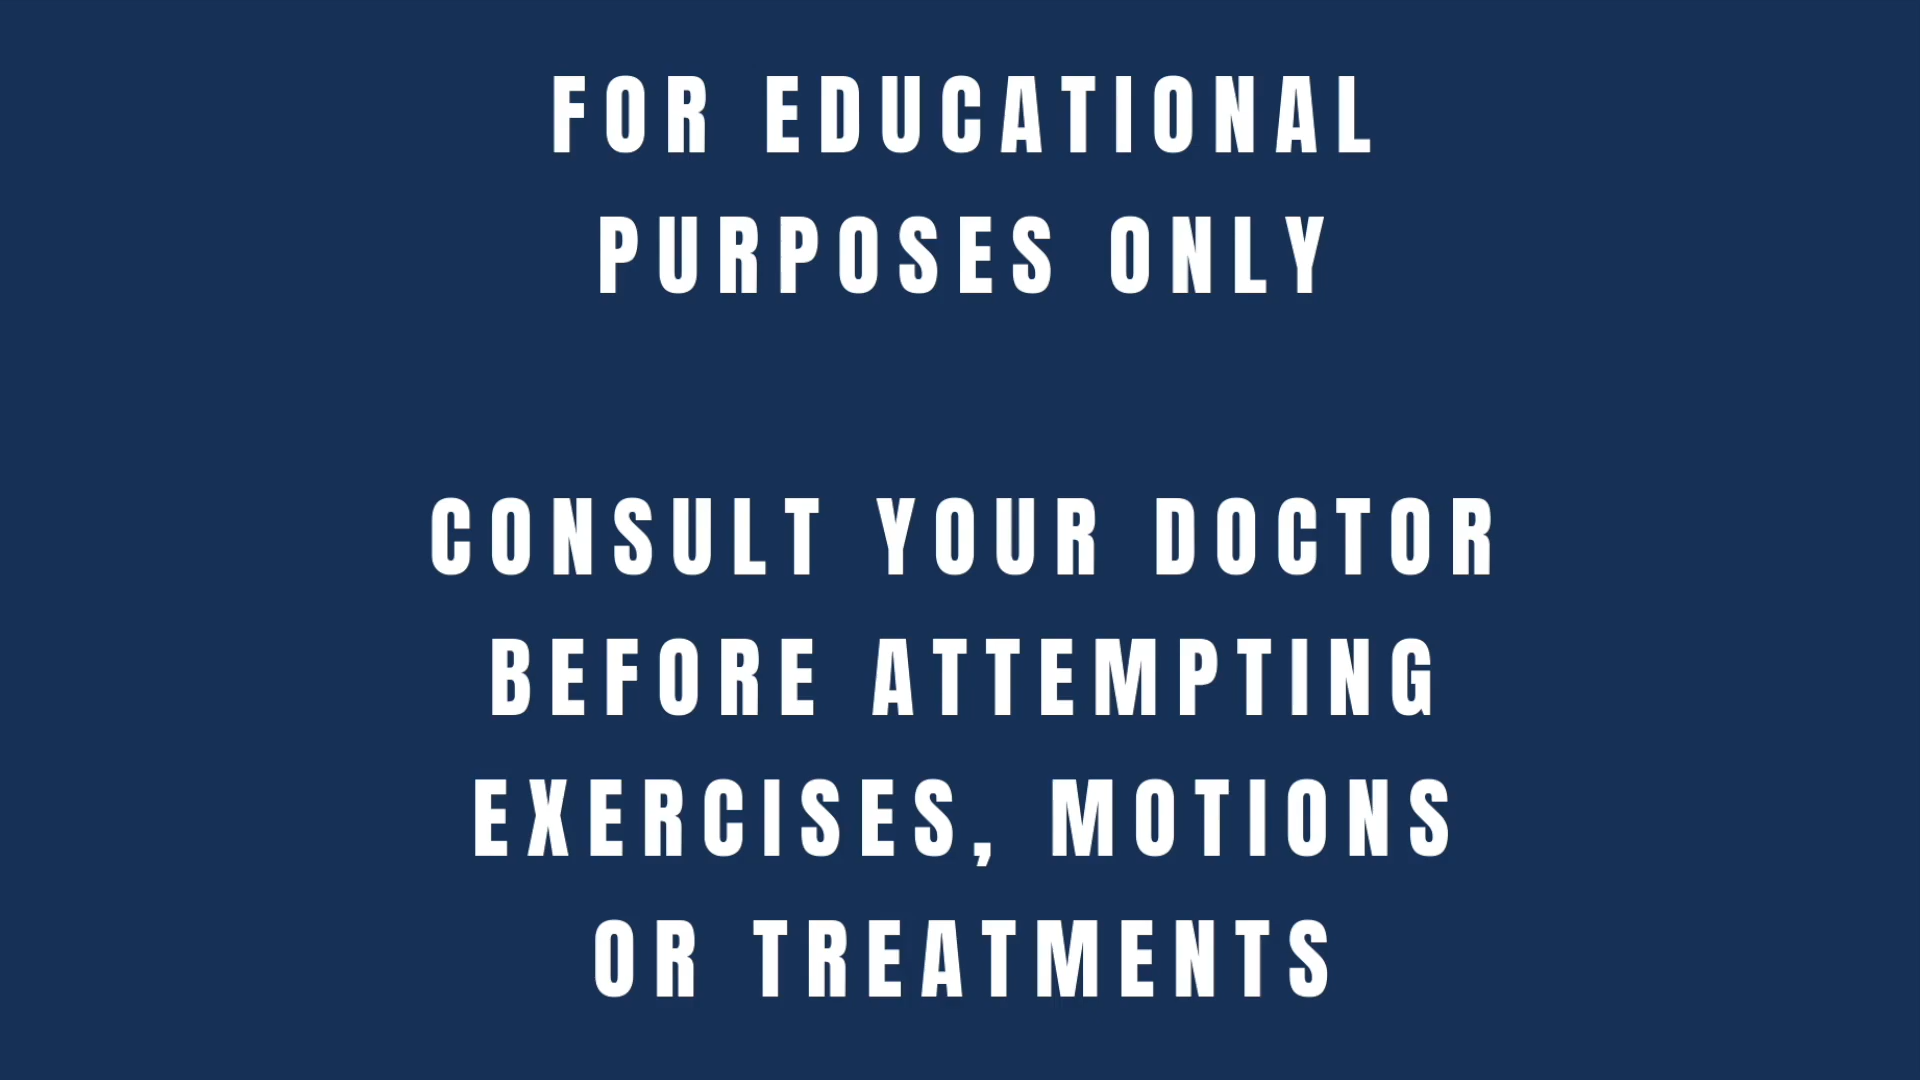 FOR EDUCATIONAL
PURPOSES ONLY
CONSULT YOUR DOCTOR
BEFORE ATTEMPTING
EXERCISES, MOTIONS
OR TREATMENTS